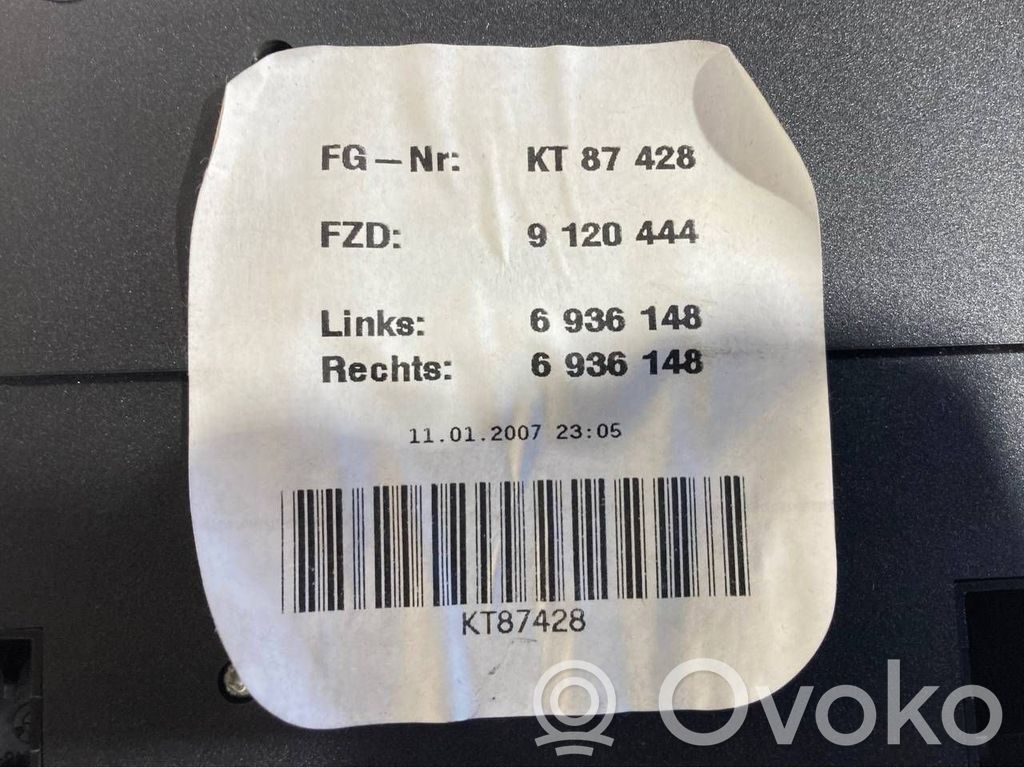 FG-Nr: KT 87 428
FZD: 9 120 444
Links: 6 936 148
Rechts: 6 936 148
11.01.2007 23:05
KT87428
Ovoko